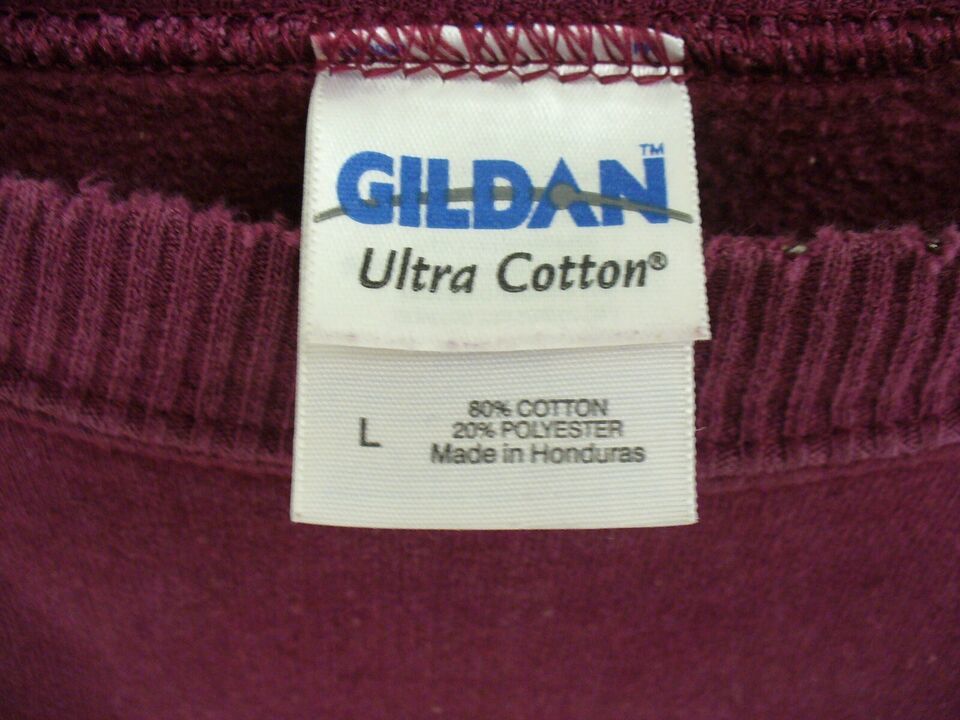 GILDAN™
Ultra Cotton®
L
80% COTTON
20% POLYESTER
Made in Honduras